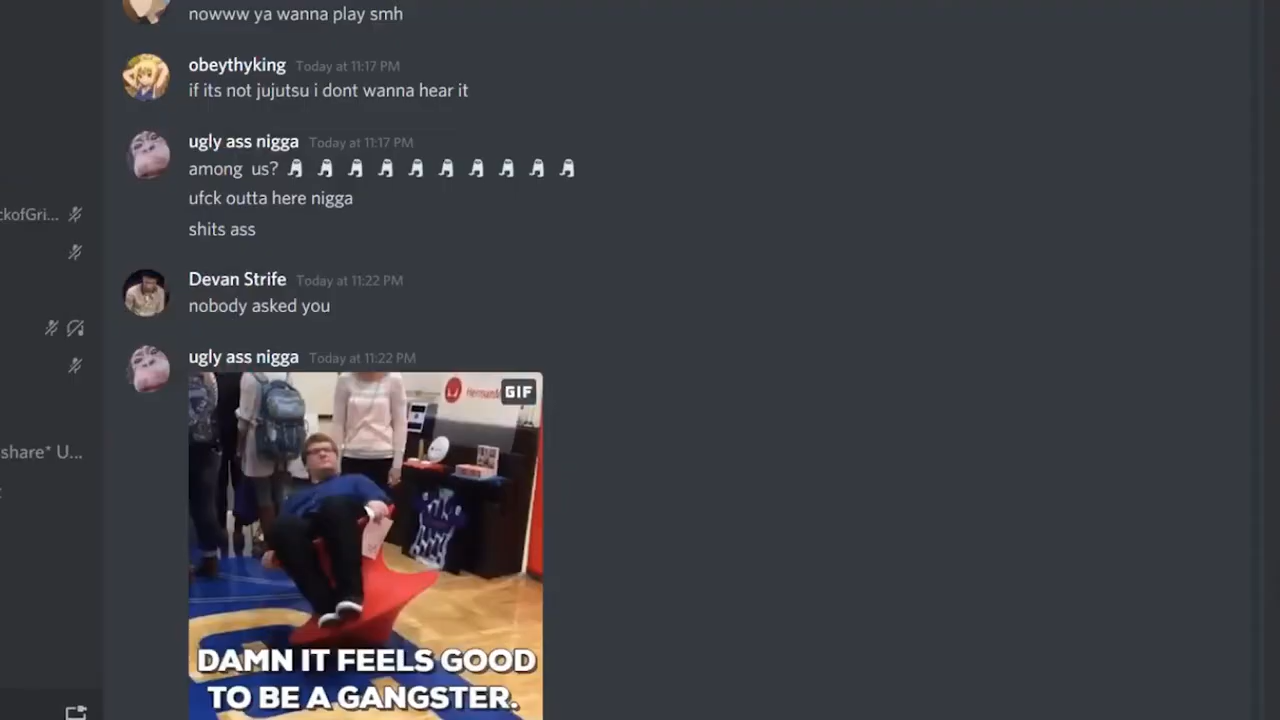 nowww ya wanna play smh
obeythyking Today at 11:17 PM
if its not jujutsu i dont wanna hear it
ugly ass nigga Today at 11:17 PM
among us?
ckofGri...
ufck outta here nigga
shits ass
Devan Strife Today at 11:22 PM
nobody asked you
ugly ass nigga Today at 11:22 PM
GIF
share* U...
DAMN IT FEELS GOOD
TO BE A GANGSTER.